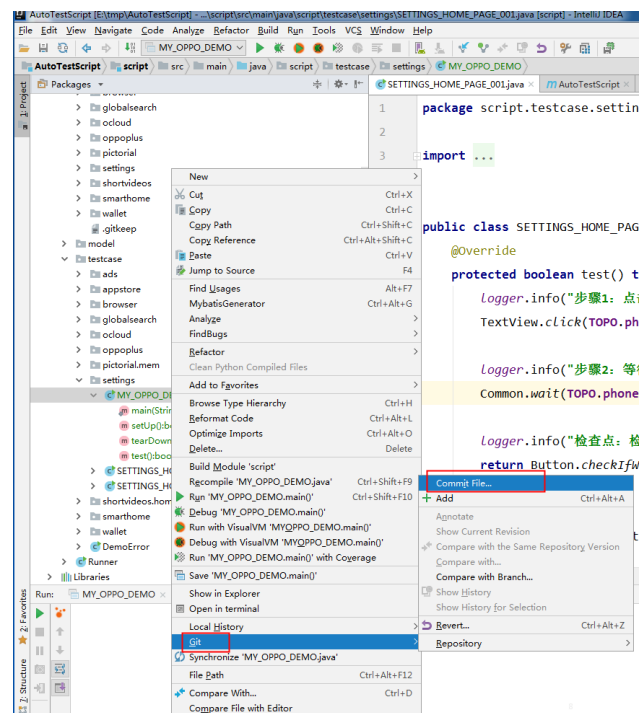 AutoTestScript [E:\tmp\AutoTestScript] - ...\script\src\main\java\script\testcase\settings\SETTINGS_HOME_PAGE_001.java [script] - IntelliJ IDEA
File Edit View Navigate Code Analyze Refactor Build Run Tools VCS Window Help
MY_OPPO_DEMO
AutoTestScript script src main java script testcase settings MY_OPPO_DEMO
1: Project
Packages
globalsearch
ocloud
oppoplus
pictorial
settings
shortvideos
smarthome
wallet
.gitkeep
model
testcase
ads
appstore
browser
globalsearch
ocloud
oppoplus
pictorial.mem
settings
MY_OPPO_DE
main(Strin
setUp():bo
tearDown
test():boo
SETTINGS_HO
SETTINGS_HO
shortvideos.hom
smarthome
wallet
DemoError
Runner
Libraries
SETTINGS_HOME_PAGE_001.java AutoTestScript
1 package script.testcase.settin
2
3 import ...
public class SETTINGS_HOME_PAG
@Override
protected boolean test() t
Logger.info("步骤1: 点
TextView.click(TOPO.ph
Logger.info("步骤2: 等
Common.wait(TOPO.phone
Logger.info("检查点: 检
return Button.checkIfW
New
Cut Ctrl+X
Copy Ctrl+C
Copy Path Ctrl+Shift+C
Copy Reference Ctrl+Alt+Shift+C
Paste Ctrl+V
Jump to Source F4
Find Usages Alt+F7
MybatisGenerator Ctrl+Alt+G
Analyze
FindBugs
Refactor
Clean Python Compiled Files
Add to Favorites
Browse Type Hierarchy Ctrl+H
Reformat Code Ctrl+Alt+L
Optimize Imports Ctrl+Alt+O
Delete... Delete
Build Module 'script'
Recompile 'MY_OPPO_DEMO.java' Ctrl+Shift+F9
Run 'MY_OPPO_DEMO.main()' Ctrl+Shift+F10
Debug 'MY_OPPO_DEMO.main()'
Run with VisualVM 'MYOPPO_DEMO.main()'
Debug with VisualVM 'MYOPPO_DEMO.main()'
Run 'MY_OPPO_DEMO.main()' with Coverage
Save 'MY_OPPO_DEMO.main()'
Show in Explorer
Open in terminal
Local History
Git
Synchronize 'MY_OPPO_DEMO.java'
File Path Ctrl+Alt+F12
Compare With... Ctrl+D
Compare File with Editor
Commit File...
Add Ctrl+Alt+A
Annotate
Show Current Revision
Compare with the Same Repository Version
Compare with...
Compare with Branch...
Show History
Show History for Selection
Revert... Ctrl+Alt+Z
Repository
Run: MY_OPPO_DEMO
2: Favorites
7: Structure